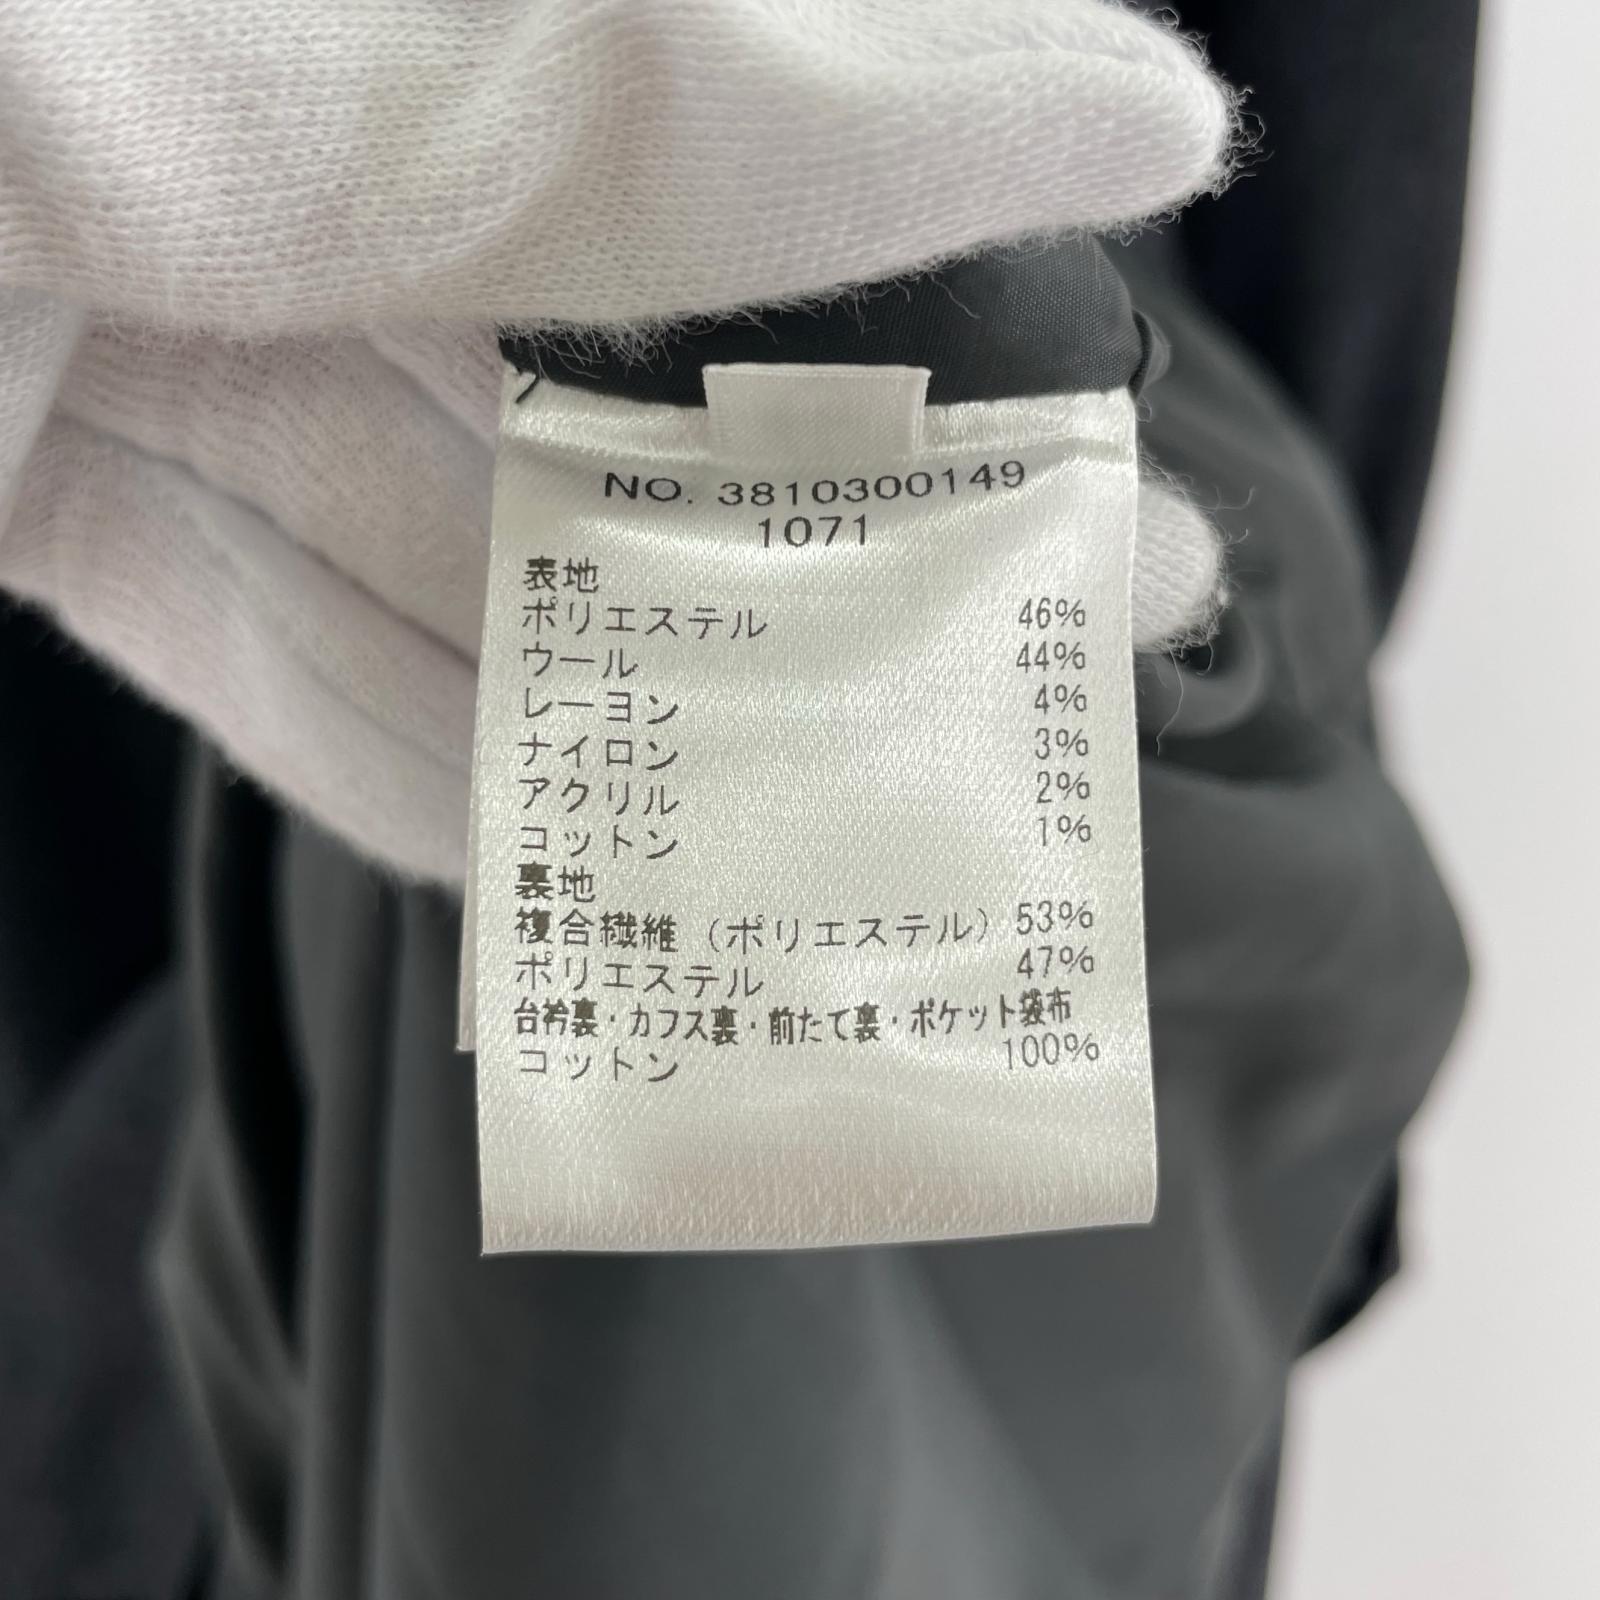 NO. 3810300149
1071
表地
ポリエステル 46%
ウール 44%
レーヨン 4%
ナイロン 3%
アクリル 2%
コットン 1%
裏地
複合繊維（ポリエステル） 53%
ポリエステル 47%
台衿裏・カフス裏・前たて裏・ポケット袋布
コットン 100%